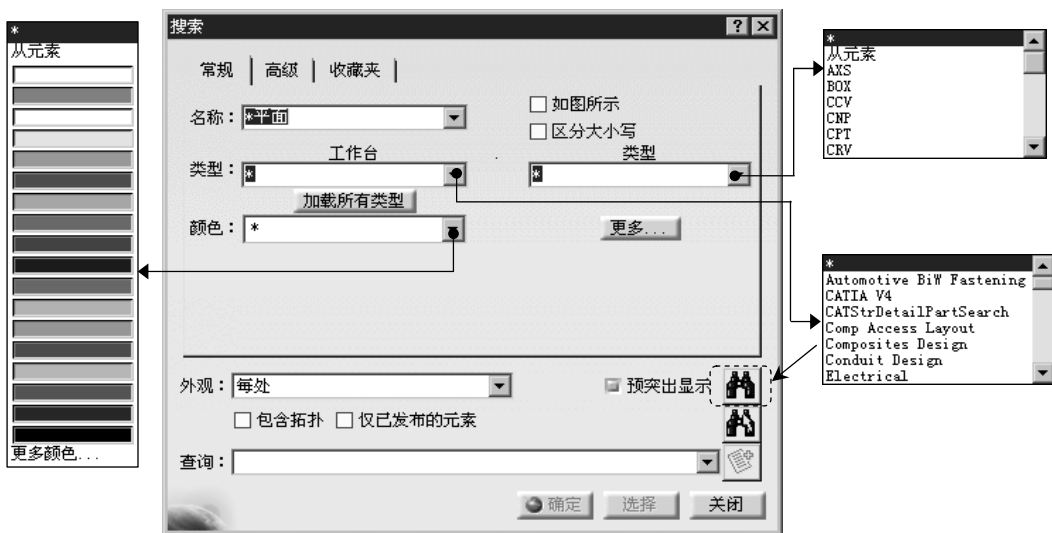 *
从元素
更多颜色...
搜索
常规 高级 收藏夹
名称：*平面
如图所示
区分大小写
工作台 类型
类型：* *
加载所有类型
颜色：* 更多...
外观：每处 预突出显示
包含拓扑 仅已发布的元素
查询：
确定 选择 关闭
*
从元素
AXS
BOX
CCV
CNP
CPT
CRV
*
Automotive BiW Fastening
CATIA V4
CATStrDetailPartSearch
Comp Access Layout
Composites Design
Conduit Design
Electrical